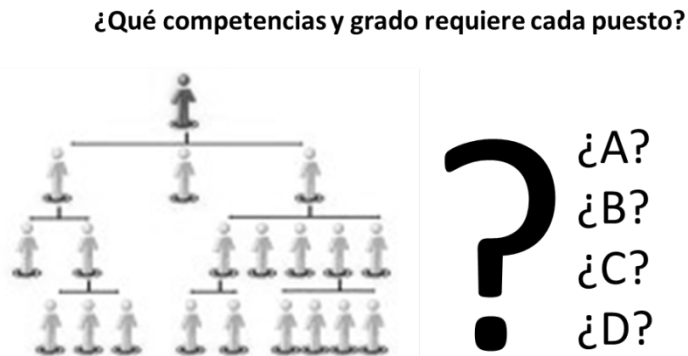 ¿Qué competencias y grado requiere cada puesto?
?
¿A?
¿B?
¿C?
¿D?